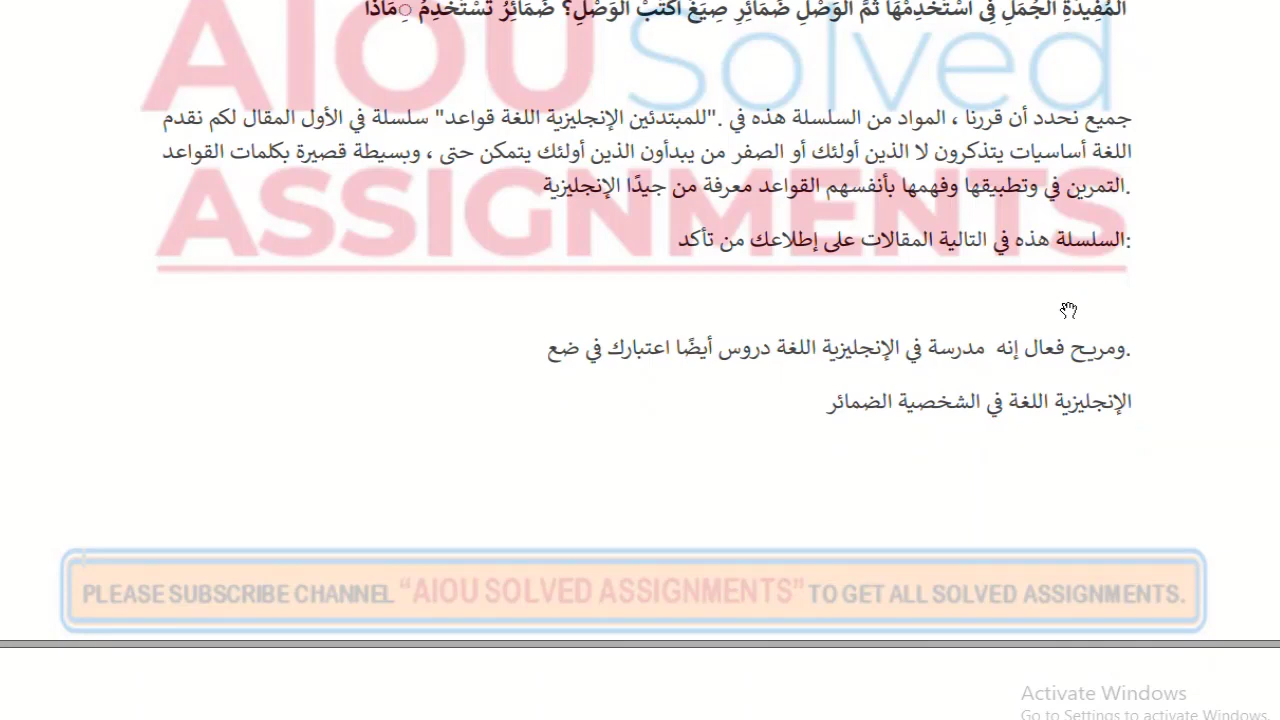 الْمُفِيدَةِ الْجُمَلِ فِى اسْتَخْدِمْهَا ثُمَّ الْوَصْلِ ضَمَائِرِ صِيَغَ اكْتُبْ الْوَصْلِ؟ ضَمَائِرُ تَسْتَخْدِمُ ِمَاذَا
AIOU Solved
جميع نحدد أن قررنا ، المواد من السلسلة هذه في ."للمبتدئين الإنجليزية اللغة قواعد" سلسلة في الأول المقال لكم نقدم
اللغة أساسيات يتذكرون لا الذين أولئك أو الصفر من يبدأون الذين أولئك يتمكن حتى ، وبسيطة قصيرة بكلمات القواعد
.التمرين في وتطبيقها وفهمها بأنفسهم القواعد معرفة من جيدًا الإنجليزية
ASSIGNMENTS
:السلسلة هذه في التالية المقالات على إطلاعك من تأكد
.ومريح فعال إنه مدرسة في الإنجليزية اللغة دروس أيضًا اعتبارك في ضع
الإنجليزية اللغة في الشخصية الضمائر
PLEASE SUBSCRIBE CHANNEL “AIOU SOLVED ASSIGNMENTS” TO GET ALL SOLVED ASSIGNMENTS.
Activate Windows
Go to Settings to activate Windows.